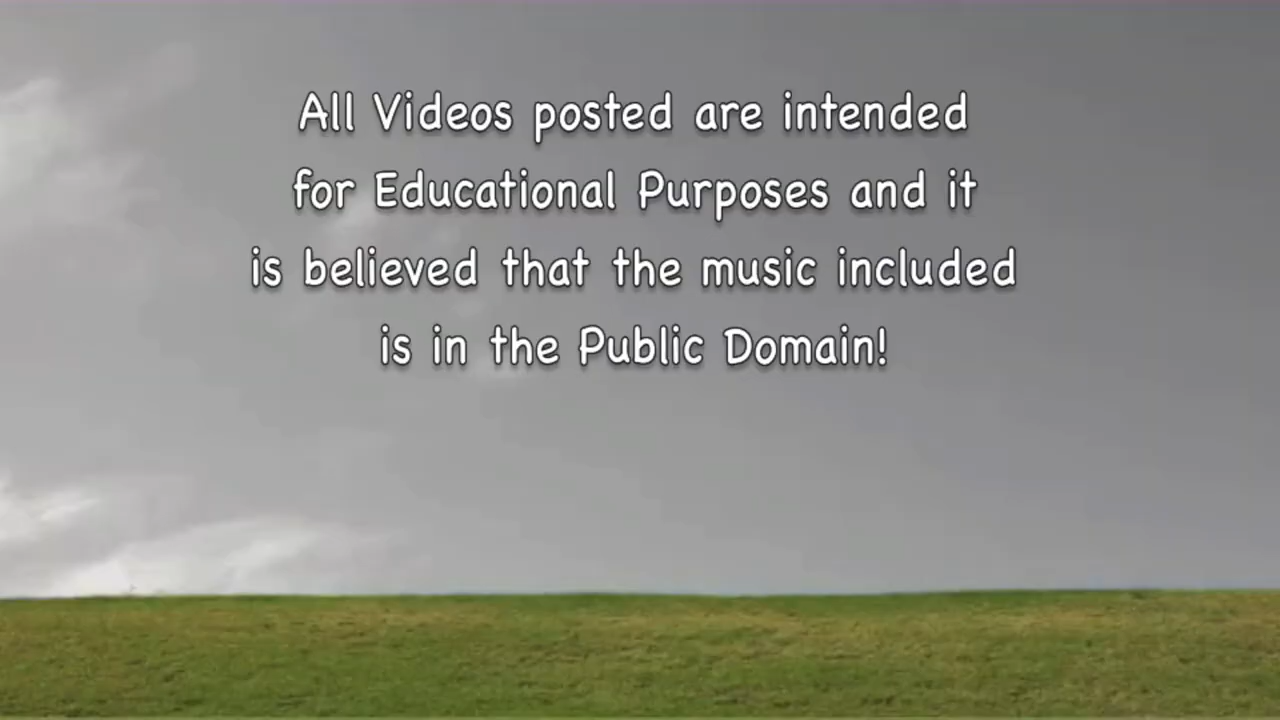 All Videos posted are intended
for Educational Purposes and it
is believed that the music included
is in the Public Domain!